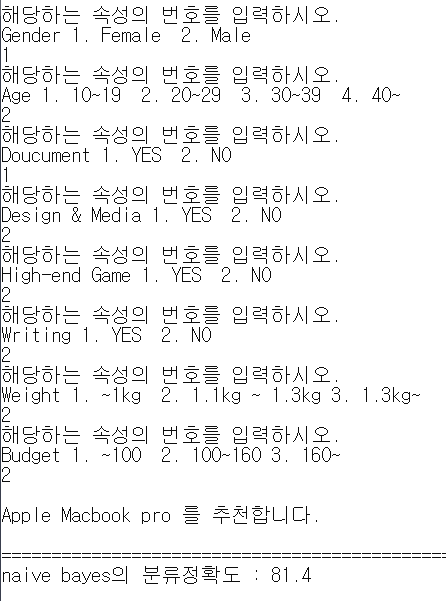 해당하는 속성의 번호를 입력하시오.
Gender 1. Female  2. Male
1
해당하는 속성의 번호를 입력하시오.
Age 1. 10~19  2. 20~29  3. 30~39  4. 40~
2
해당하는 속성의 번호를 입력하시오.
Doucument 1. YES  2. NO
1
해당하는 속성의 번호를 입력하시오.
Design & Media 1. YES  2. NO
2
해당하는 속성의 번호를 입력하시오.
High-end Game 1. YES  2. NO
2
해당하는 속성의 번호를 입력하시오.
Writing 1. YES  2. NO
2
해당하는 속성의 번호를 입력하시오.
Weight 1. ~1kg  2. 1.1kg ~ 1.3kg 3. 1.3kg~
2
해당하는 속성의 번호를 입력하시오.
Budget 1. ~100  2. 100~160 3. 160~
2
Apple Macbook pro 를 추천합니다.
=============================================
naive bayes의 분류정확도 : 81.4